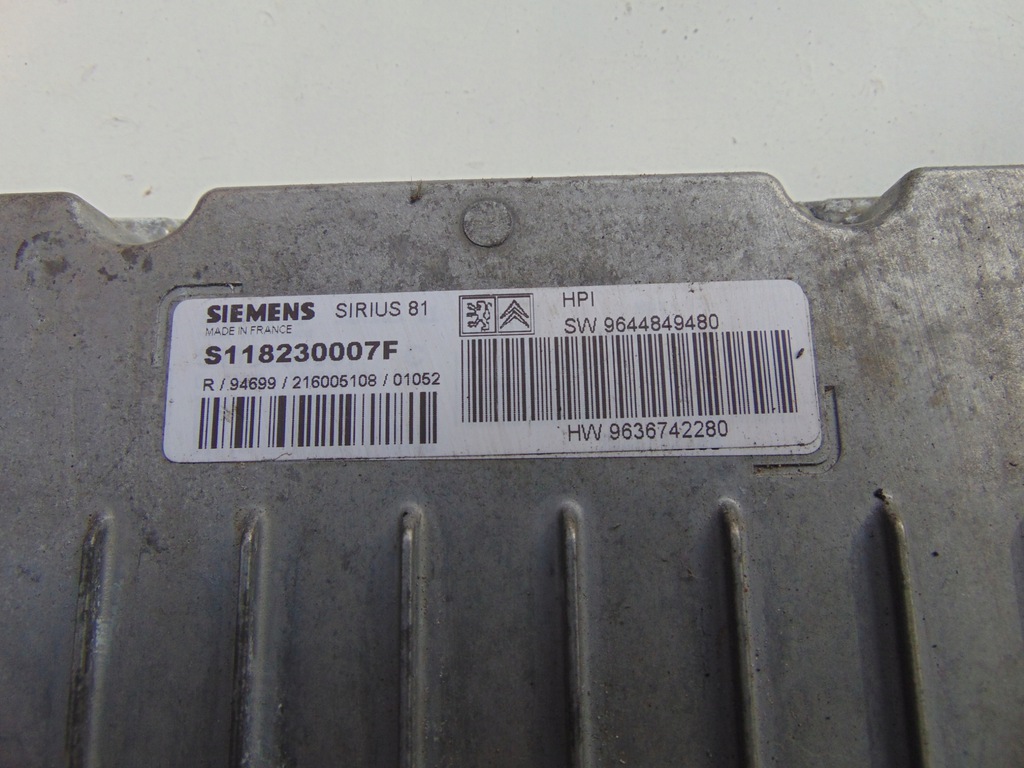 SIEMENS SIRIUS 81
MADE IN FRANCE
S118230007F
R / 94699 / 216005108 / 01052
HPI
SW 9644849480
HW 9636742280